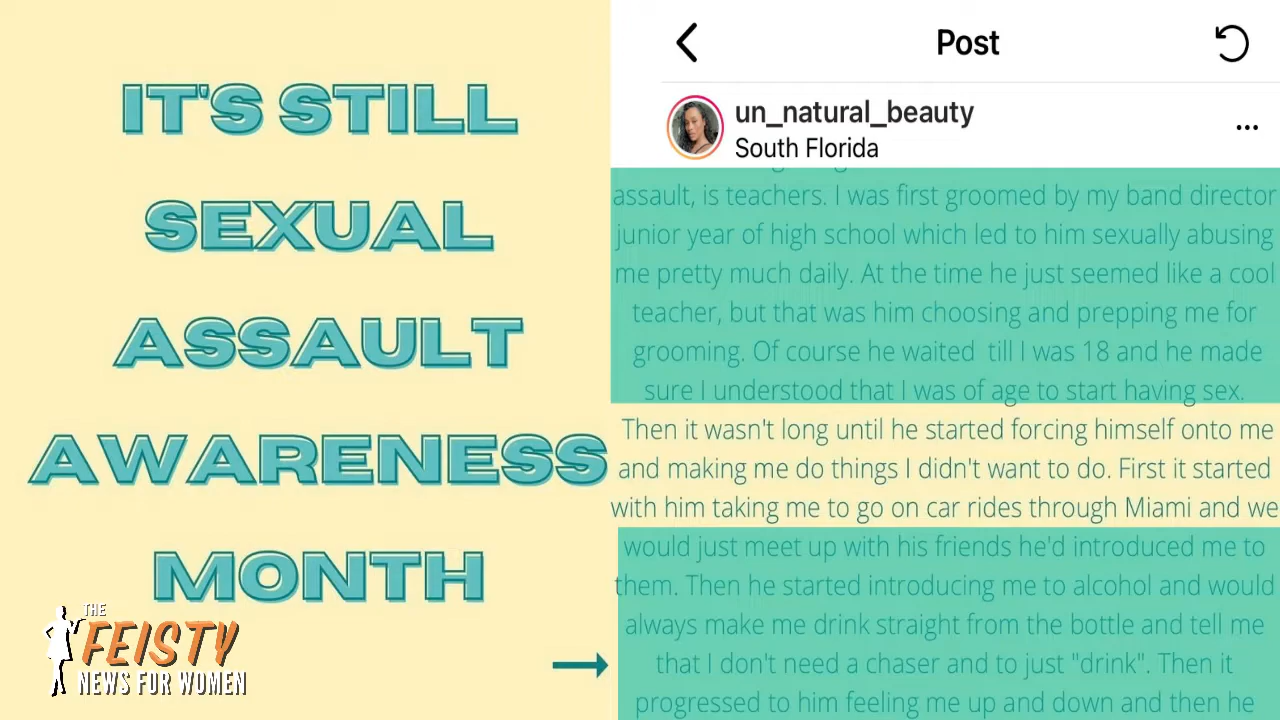 IT'S STILL
SEXUAL
ASSAULT
AWARENESS
MONTH
THE
FEISTY
NEWS FOR WOMEN
Post
un_natural_beauty
South Florida
assault, is teachers. I was first groomed by my band director
junior year of high school which led to him sexually abusing
me pretty much daily. At the time he just seemed like a cool
teacher, but that was him choosing and prepping me for
grooming. Of course he waited till I was 18 and he made
sure I understood that I was of age to start having sex.
Then it wasn't long until he started forcing himself onto me
and making me do things I didn't want to do. First it started
with him taking me to go on car rides through Miami and we
would just meet up with his friends he'd introduced me to
them. Then he started introducing me to alcohol and would
always make me drink straight from the bottle and tell me
that I don't need a chaser and to just "drink". Then it
progressed to him feeling me up and down and then he